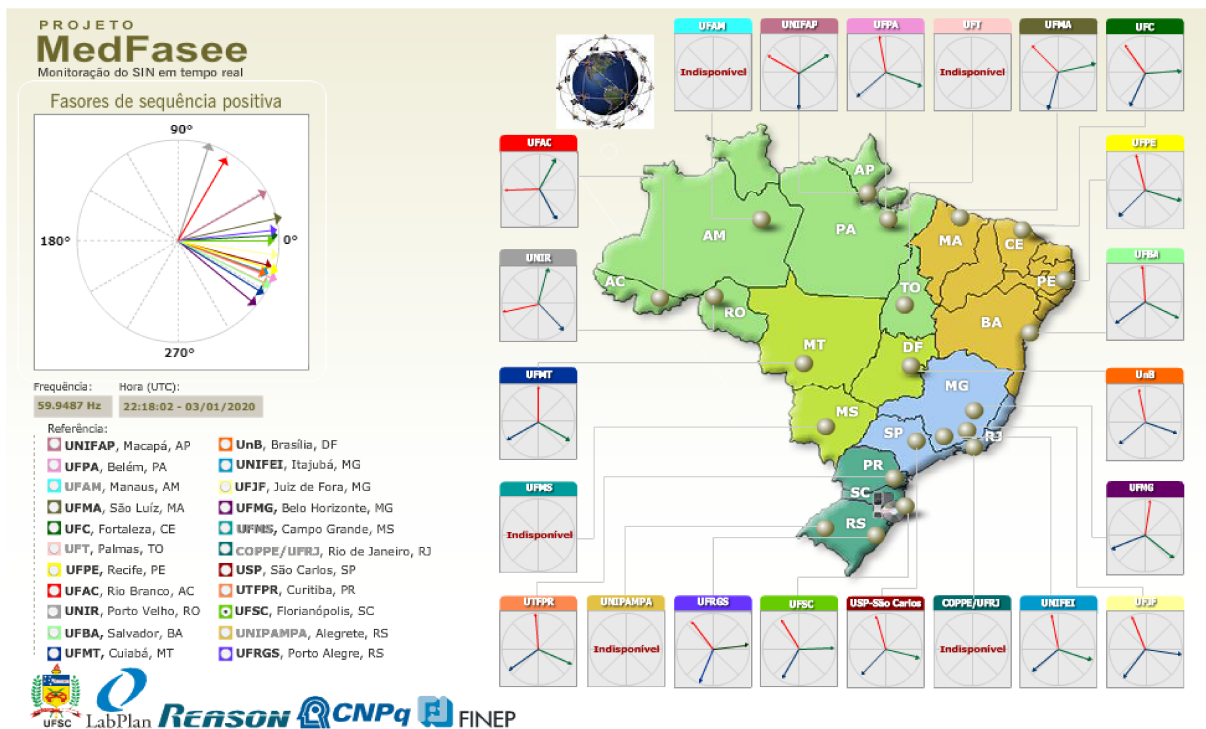 PROJETO
MedFasee
Monitoração do SIN em tempo real
Fasores de sequência positiva
90°
180°
0°
270°
Frequência:
Hora (UTC):
59.9487 Hz
22:18:02 - 03/01/2020
Referência:
UNIFAP, Macapá, AP
UFPA, Belém, PA
UFAM, Manaus, AM
UFMA, São Luíz, MA
UFC, Fortaleza, CE
UFT, Palmas, TO
UFPE, Recife, PE
UFAC, Rio Branco, AC
UNIR, Porto Velho, RO
UFBA, Salvador, BA
UFMT, Cuiabá, MT
UnB, Brasília, DF
UNIFEI, Itajubá, MG
UFJF, Juiz de Fora, MG
UFMG, Belo Horizonte, MG
UFMS, Campo Grande, MS
COPPE/UFRJ, Rio de Janeiro, RJ
USP, São Carlos, SP
UTFPR, Curitiba, PR
UFSC, Florianópolis, SC
UNIPAMPA, Alegrete, RS
UFRGS, Porto Alegre, RS
UFSC
LabPlan
REASON
CNPq
FINEP
UFAM
Indisponível
UNIFAP
UFPA
UFT
Indisponível
UFMA
UFC
UFAC
UFPE
UNIR
UFBA
UFMT
UnB
UFMS
Indisponível
UFMG
AP
AM
PA
MA
CE
PE
AC
RO
TO
BA
MT
DF
MG
MS
SP
RJ
PR
SC
RS
UTFPR
UNIPAMPA
Indisponível
UFRGS
UFSC
USP-São Carlos
COPPE/UFRJ
Indisponível
UNIFEI
UFJF